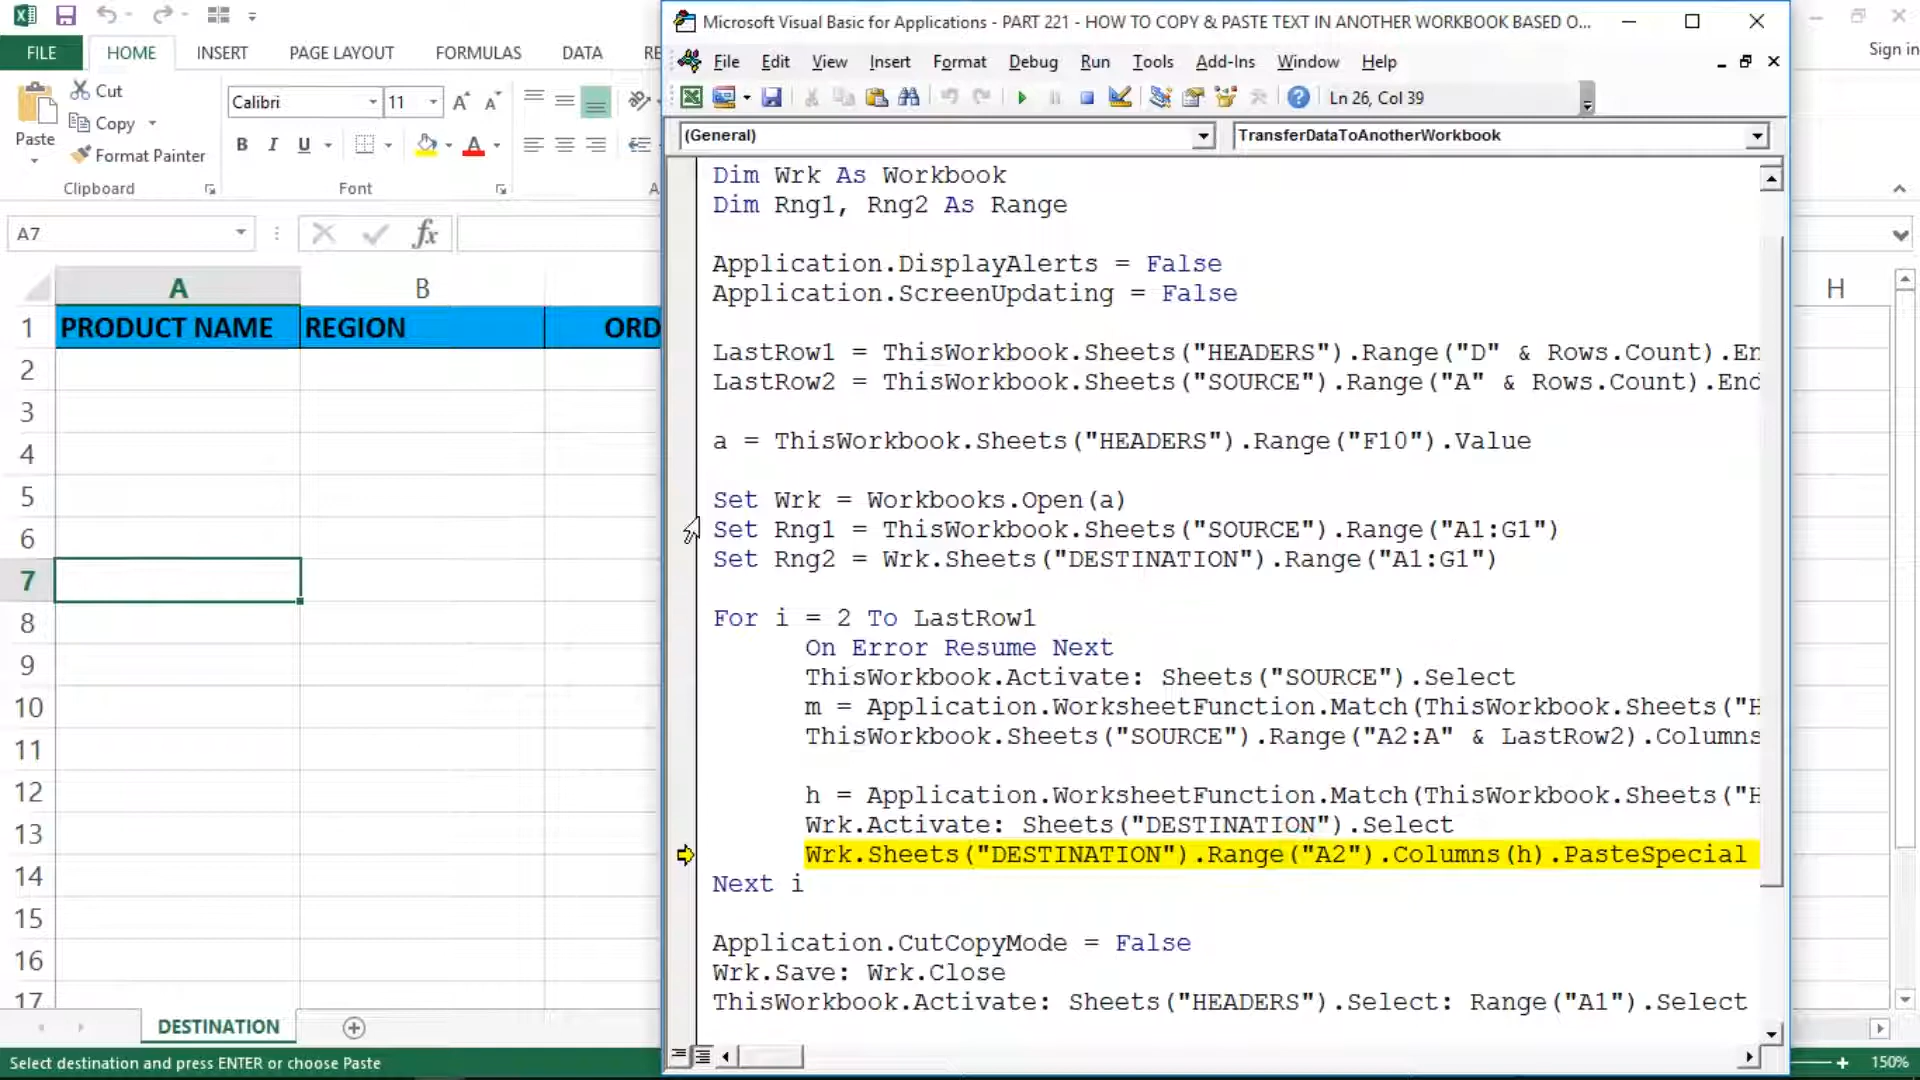 FILE
HOME
INSERT
PAGE LAYOUT
FORMULAS
DATA
RE
Sign in
Paste
Cut
Copy
Format Painter
Clipboard
Calibri
11
B I U
Font
A
A7
fx
A
B
H
1 PRODUCT NAME REGION ORD
2
3
4
5
6
7
8
9
10
11
12
13
14
15
16
17
DESTINATION
Select destination and press ENTER or choose Paste
150%
Microsoft Visual Basic for Applications - PART 221 - HOW TO COPY & PASTE TEXT IN ANOTHER WORKBOOK BASED O...
File Edit View Insert Format Debug Run Tools Add-Ins Window Help
Ln 26, Col 39
(General)
TransferDataToAnotherWorkbook
Dim Wrk As Workbook
Dim Rng1, Rng2 As Range
Application.DisplayAlerts = False
Application.ScreenUpdating = False
LastRow1 = ThisWorkbook.Sheets("HEADERS").Range("D" & Rows.Count).En
LastRow2 = ThisWorkbook.Sheets("SOURCE").Range("A" & Rows.Count).End
a = ThisWorkbook.Sheets("HEADERS").Range("F10").Value
Set Wrk = Workbooks.Open(a)
Set Rng1 = ThisWorkbook.Sheets("SOURCE").Range("A1:G1")
Set Rng2 = Wrk.Sheets("DESTINATION").Range("A1:G1")
For i = 2 To LastRow1
On Error Resume Next
ThisWorkbook.Activate: Sheets("SOURCE").Select
m = Application.WorksheetFunction.Match(ThisWorkbook.Sheets("H
ThisWorkbook.Sheets("SOURCE").Range("A2:A" & LastRow2).Columns
h = Application.WorksheetFunction.Match(ThisWorkbook.Sheets("H
Wrk.Activate: Sheets("DESTINATION").Select
Wrk.Sheets("DESTINATION").Range("A2").Columns(h).PasteSpecial
Next i
Application.CutCopyMode = False
Wrk.Save: Wrk.Close
ThisWorkbook.Activate: Sheets("HEADERS").Select: Range("A1").Select